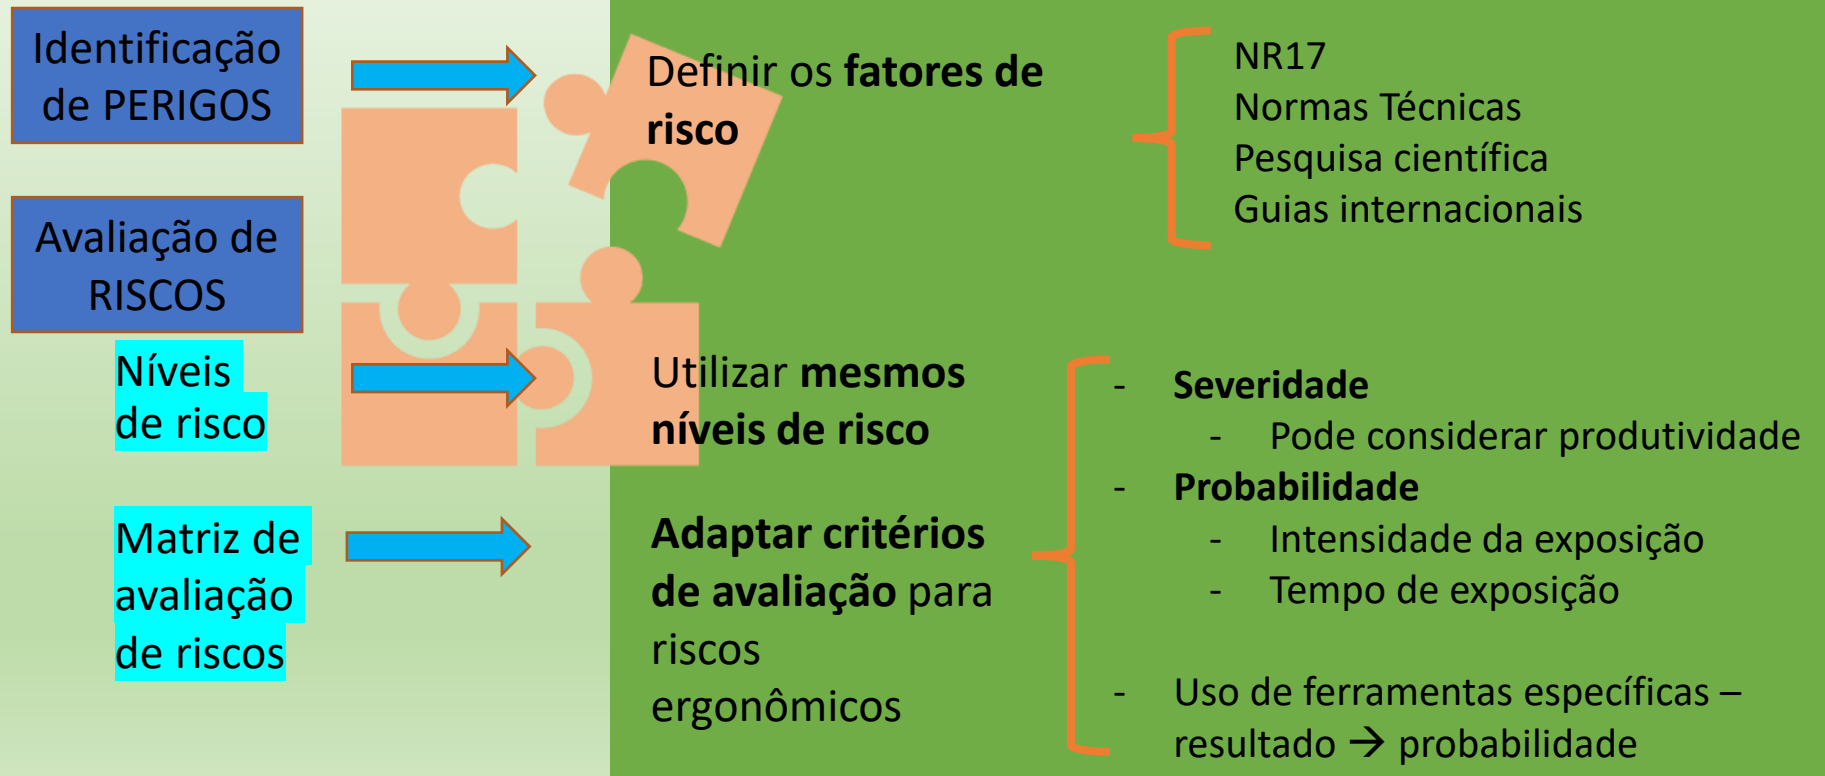 Identificação
de PERIGOS
Definir os fatores de
risco
NR17
Normas Técnicas
Pesquisa científica
Guias internacionais
Avaliação de
RISCOS
Níveis
de risco
Utilizar mesmos
níveis de risco
Matriz de
avaliação
de riscos
Adaptar critérios
de avaliação para
riscos
ergonômicos
- Severidade
- Pode considerar produtividade
- Probabilidade
- Intensidade da exposição
- Tempo de exposição
- Uso de ferramentas específicas –
resultado → probabilidade